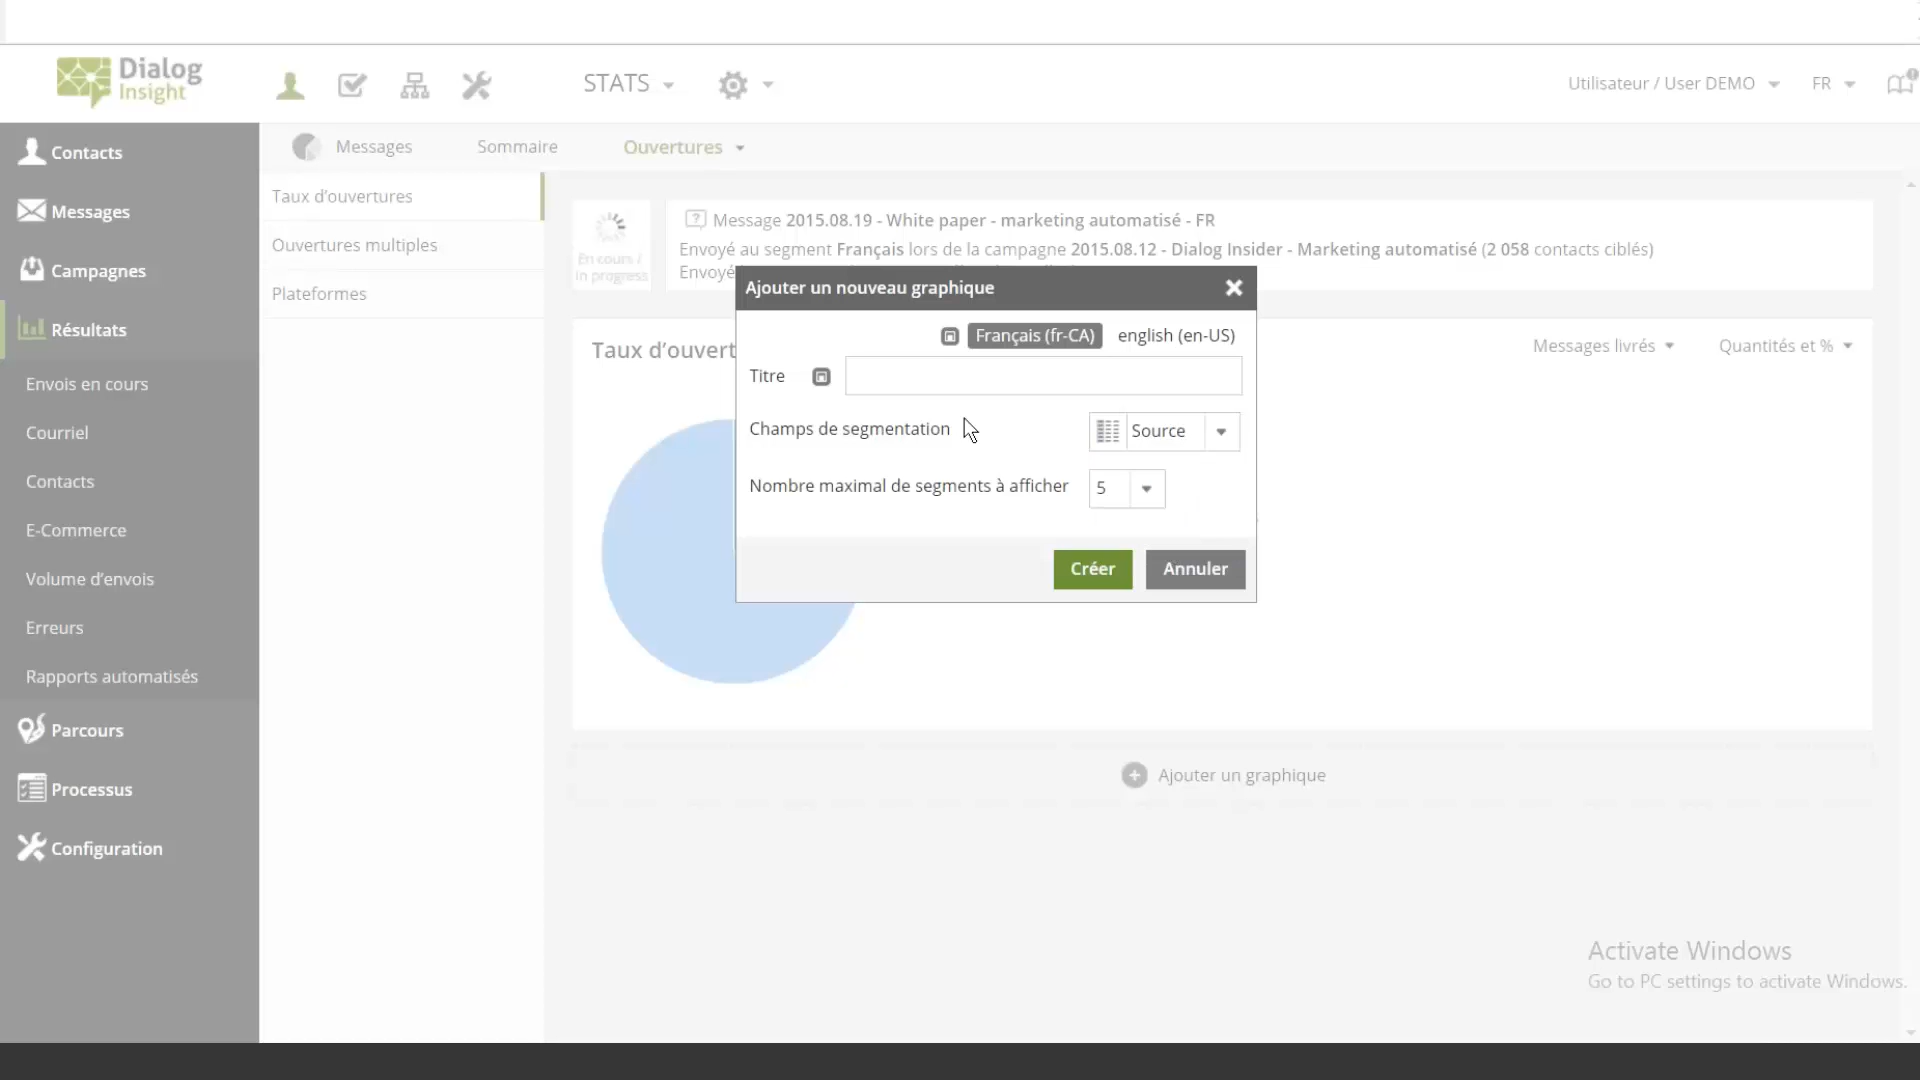 Dialog Insight
STATS
Utilisateur / User DEMO
FR
Contacts
Messages
Campagnes
Résultats
Envois en cours
Courriel
Contacts
E-Commerce
Volume d'envois
Erreurs
Rapports automatisés
Parcours
Processus
Configuration
Messages
Sommaire
Ouvertures
Taux d'ouvertures
Ouvertures multiples
Plateformes
En cours /
In progress
Message 2015.08.19 - White paper - marketing automatisé - FR
Envoyé au segment Français lors de la campagne 2015.08.12 - Dialog Insider - Marketing automatisé (2 058 contacts ciblés)
Envoyé
Taux d'ouvert
Messages livrés
Quantités et %
Ajouter un nouveau graphique
Français (fr-CA)
english (en-US)
Titre
Champs de segmentation
Source
Nombre maximal de segments à afficher
5
Créer
Annuler
Ajouter un graphique
Activate Windows
Go to PC settings to activate Windows.